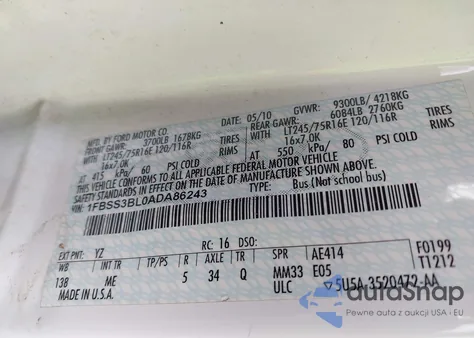 MFD. BY FORD MOTOR CO.
05/10 GVWR: 9300LB/ 4218KG
FRONT GAWR: 3700LB 1678KG
REAR GAWR: 6084LB 2760KG
LT245/75R16E 120/116R TIRES
LT245/75R16E 120/116R TIRES
16x7.0K RIMS
16x7.0K RIMS
AT 415 kPa/ 60 PSI COLD
AT 550 kPa/ 80 PSI COLD
THIS VEHICLE CONFORMS TO ALL APPLICABLE FEDERAL MOTOR VEHICLE
SAFETY STANDARDS IN EFFECT ON THE DATE OF MANUFACTURE SHOWN ABOVE.
VIN: 1FBSS3BL0ADA86243
TYPE: Bus (Not school bus)
EXT PNT: YZ RC: 16 DSO: F0199
WB INT TR TP/PS R AXLE TR SPR AE414 T1212
138 ME 5 34 Q MM33 E05
MADE IN U.S.A. ULC 5U5A-3520472-AA
autoSnap
Pewne auta z aukcji USA - EU